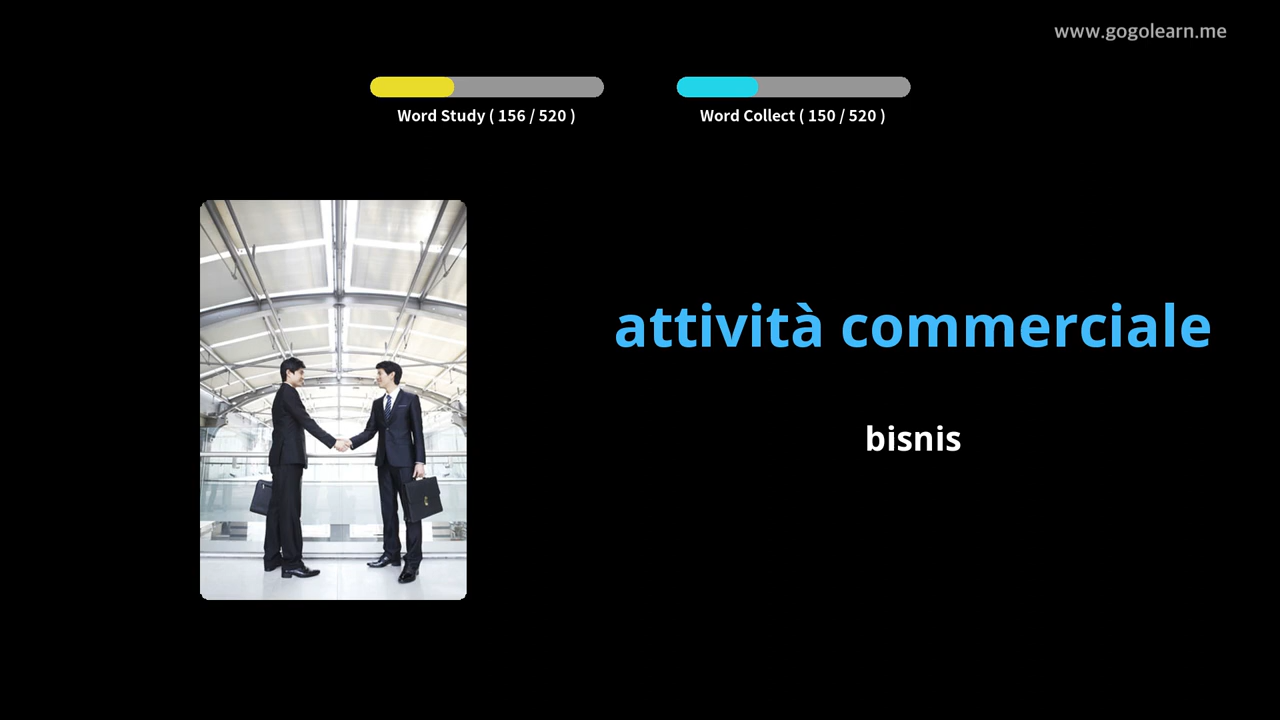 www.gogolearn.me
Word Study ( 156 / 520 )
Word Collect ( 150 / 520 )
attività commerciale
bisnis